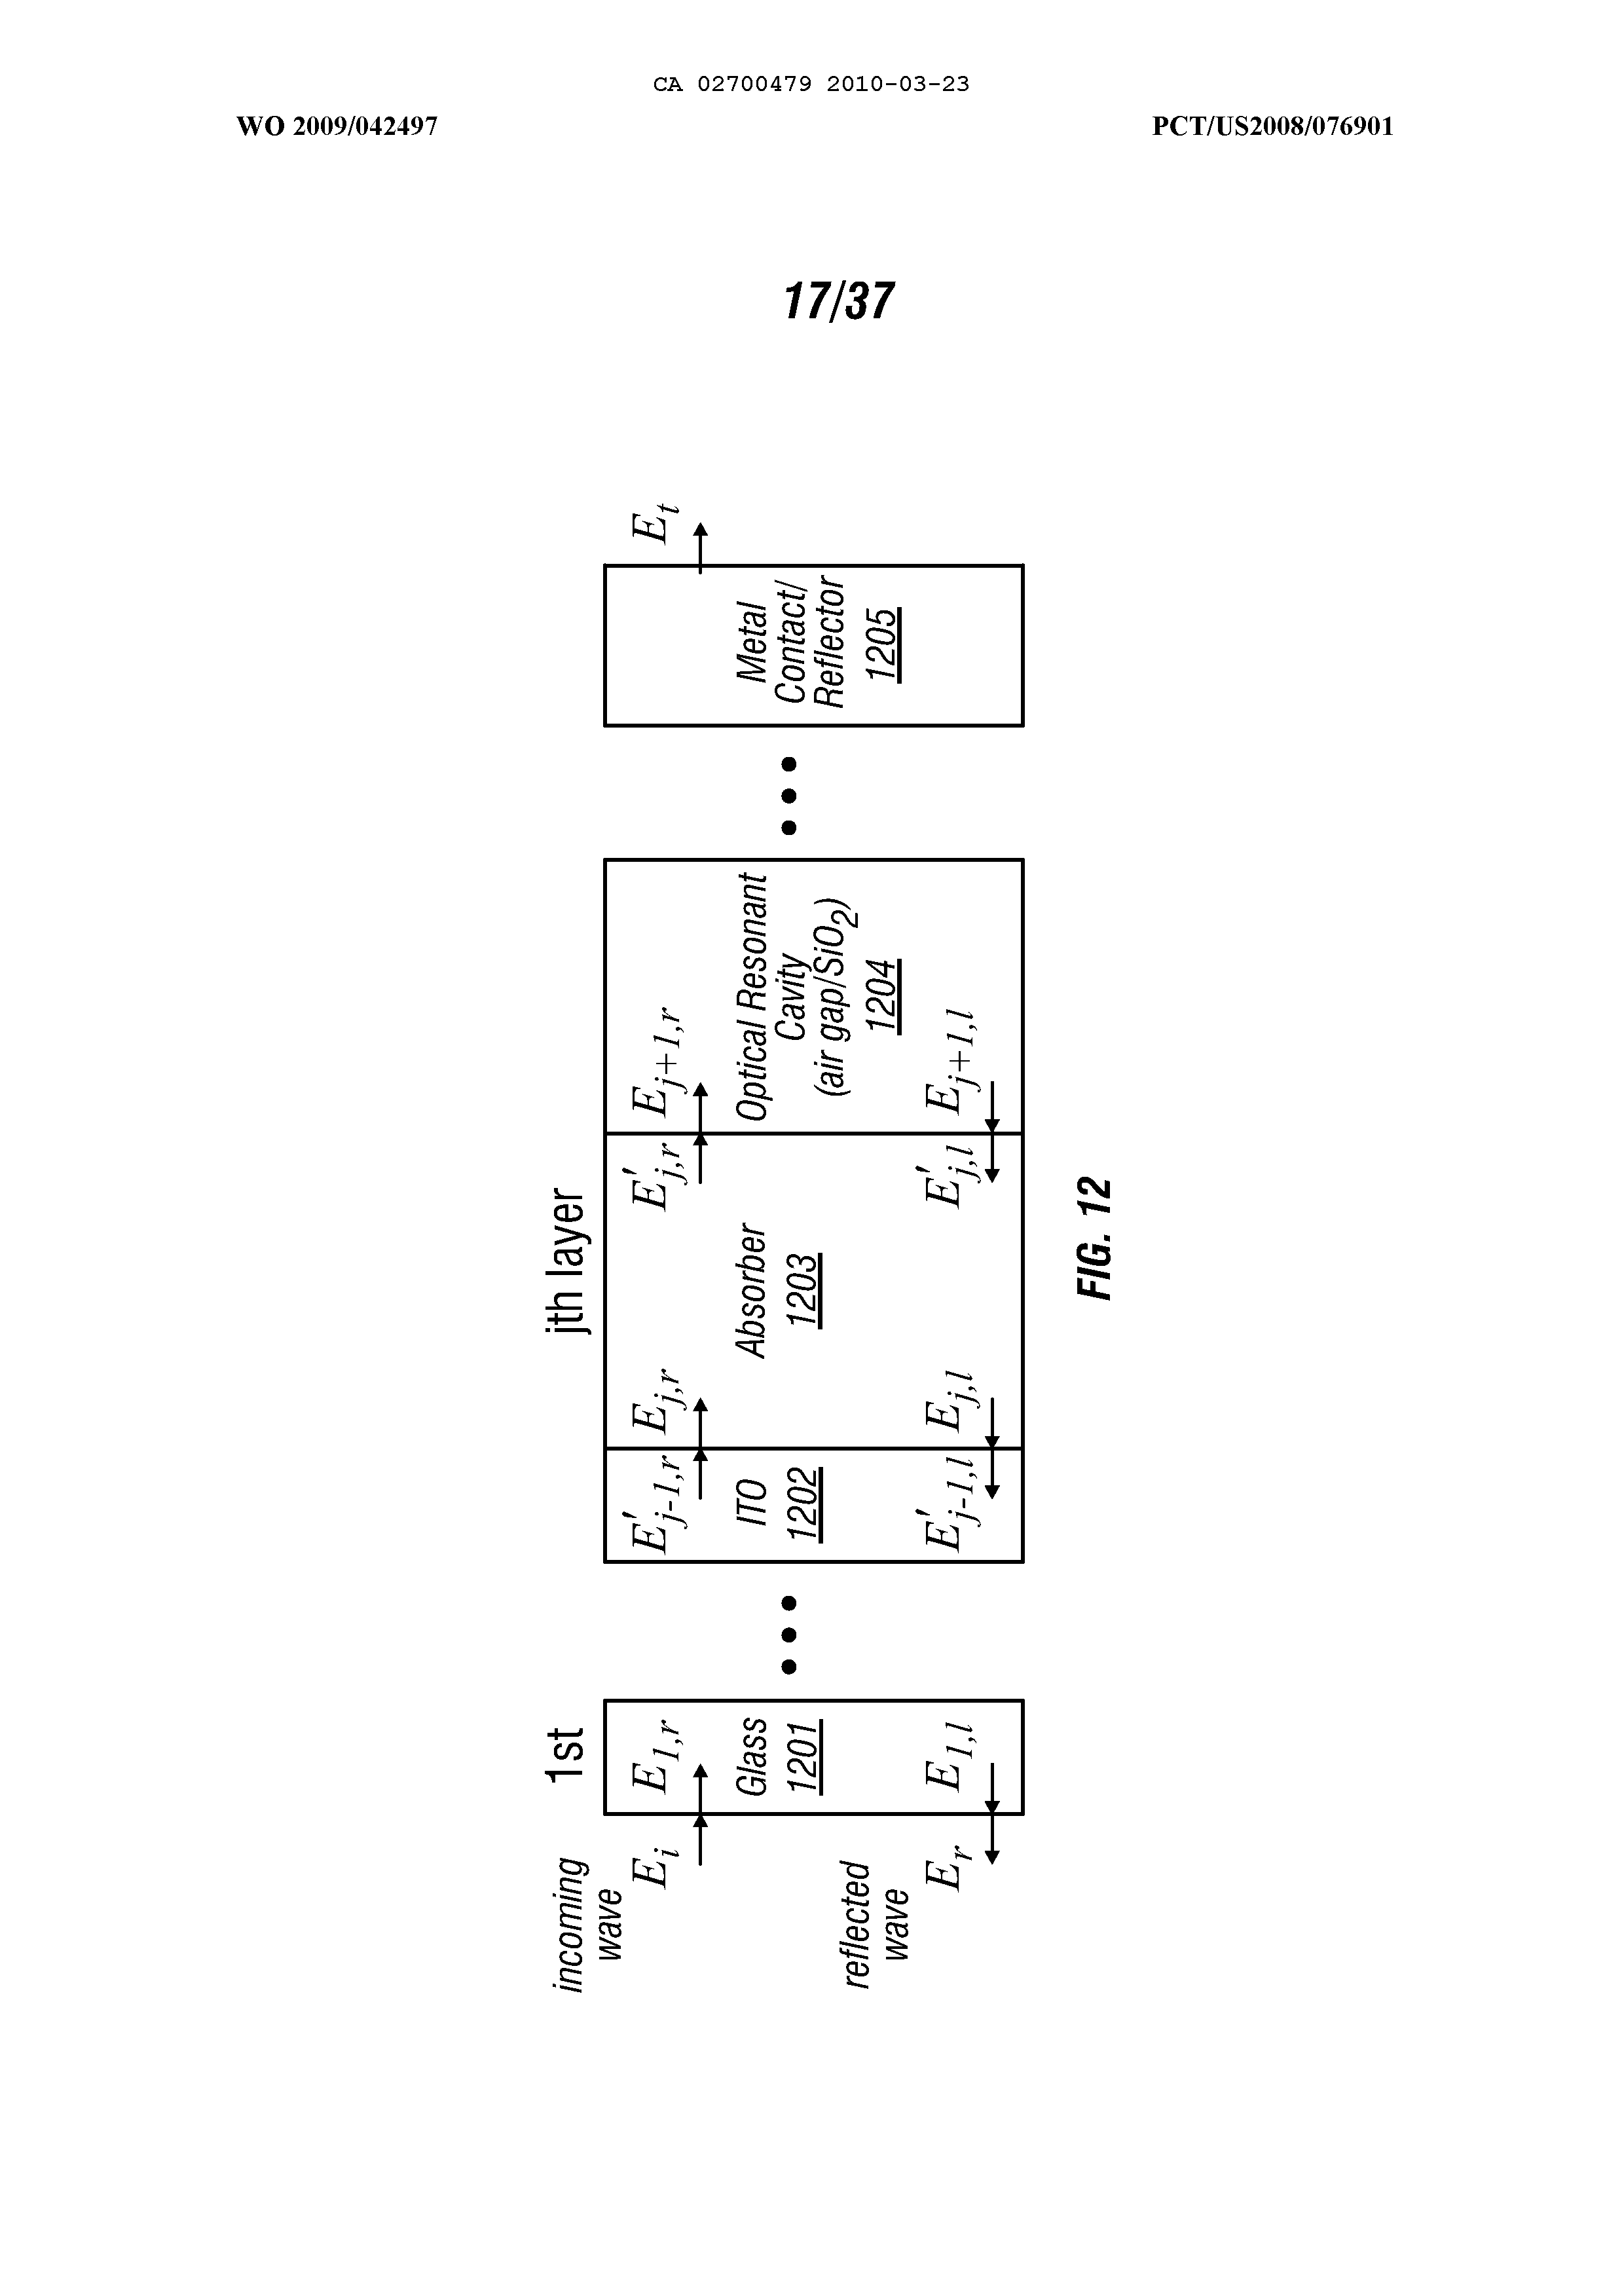 CA 02700479 2010-03-23
WO 2009/042497
PCT/US2008/076901
17/37
1st
jth layer
incoming
wave
E_i
E_{1,r}
E'_{j-1,r}
E_{j,r}
E'_{j,r}
E_{j+1,r}
E_t
Glass
1201
ITO
1202
Absorber
1203
Optical Resonant
Cavity
(air gap/SiO₂)
1204
Metal
Contact/
Reflector
1205
reflected
wave
E_r
E_{1,l}
E'_{j-1,l}
E_{j,l}
E'_{j,l}
E_{j+1,l}
FIG. 12